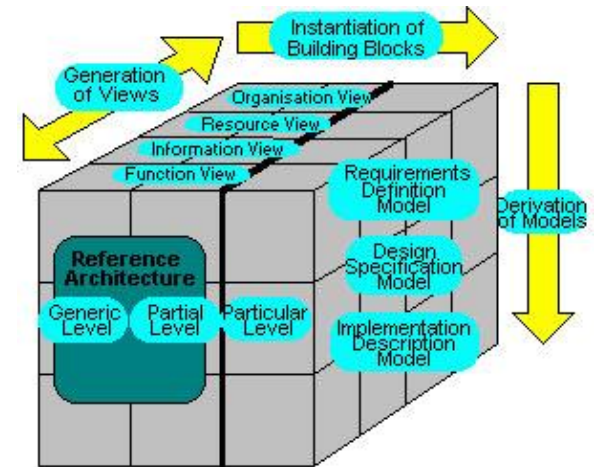 Instantiation of
Building Blocks
Generation
of Views
Organisation View
Resource View
Information View
Function View
Requirements
Definition
Model
Derivation
of Models
Design
Specification
Model
Reference
Architecture
Generic
Level
Partial
Level
Particular
Level
Implementation
Description
Model